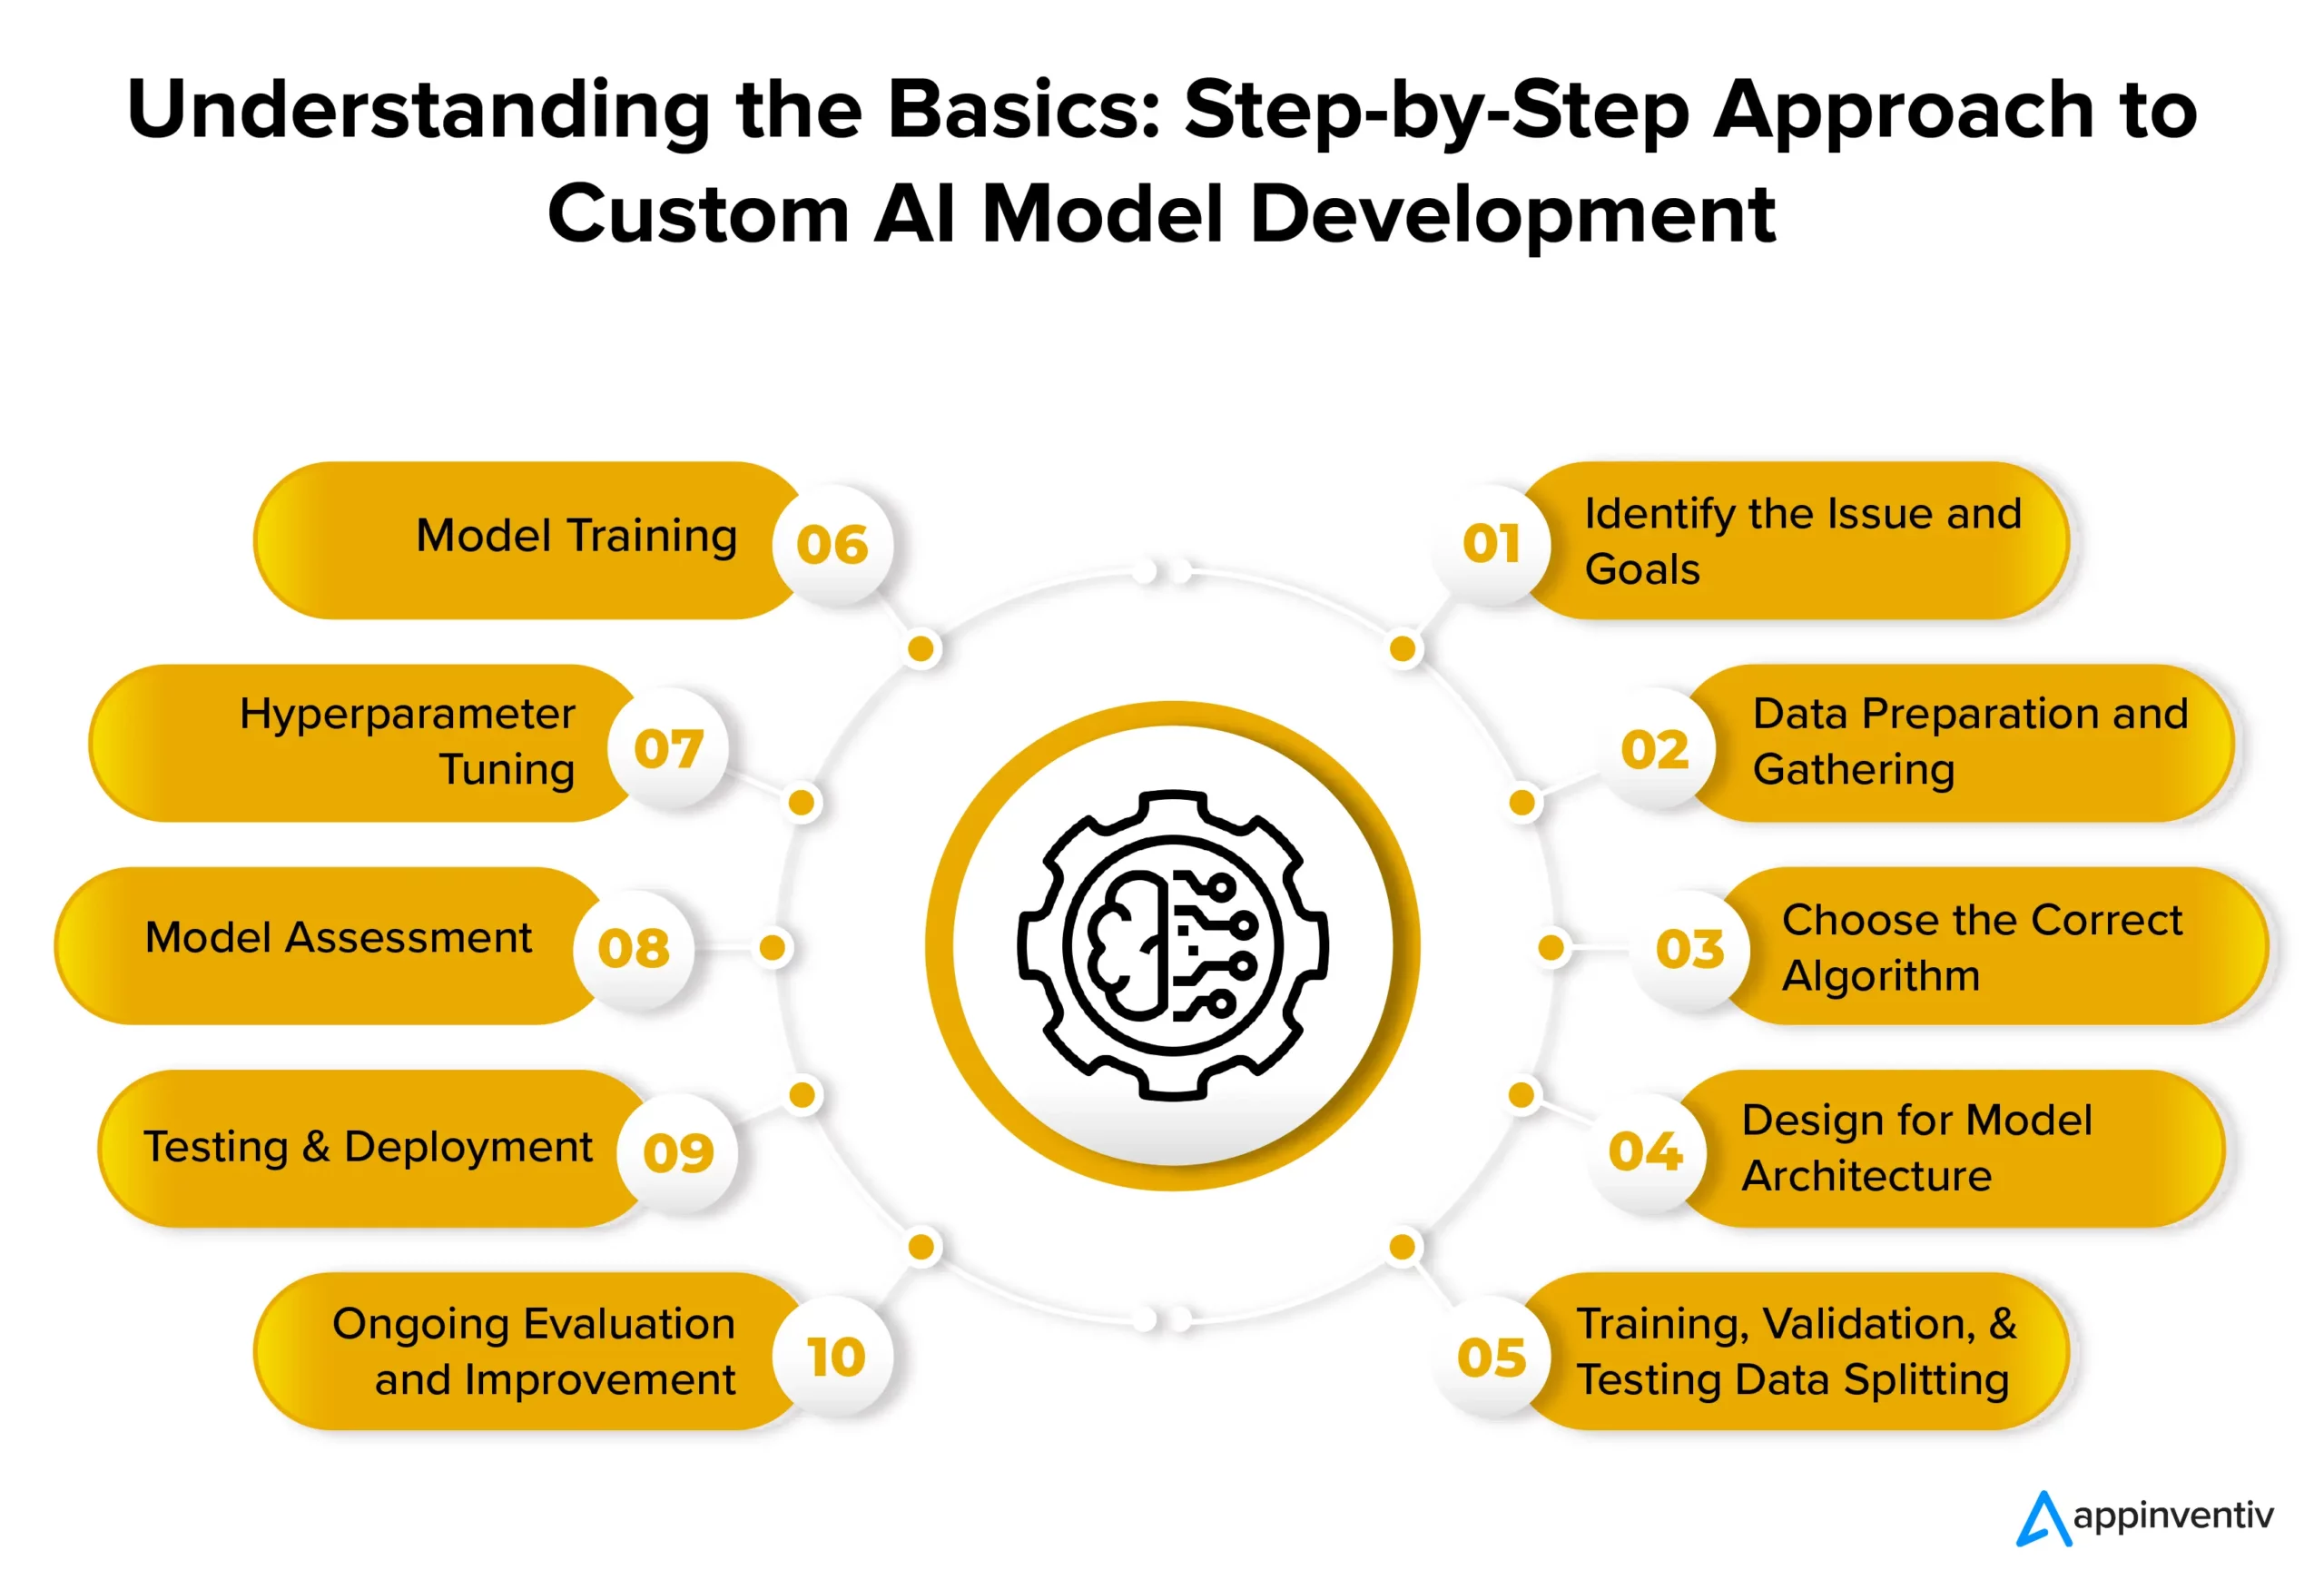 Understanding the Basics: Step-by-Step Approach to
Custom AI Model Development
01
Identify the Issue and
Goals
02
Data Preparation and
Gathering
03
Choose the Correct
Algorithm
04
Design for Model
Architecture
05
Training, Validation, &
Testing Data Splitting
06
Model Training
07
Hyperparameter
Tuning
08
Model Assessment
09
Testing & Deployment
10
Ongoing Evaluation
and Improvement
appinventiv